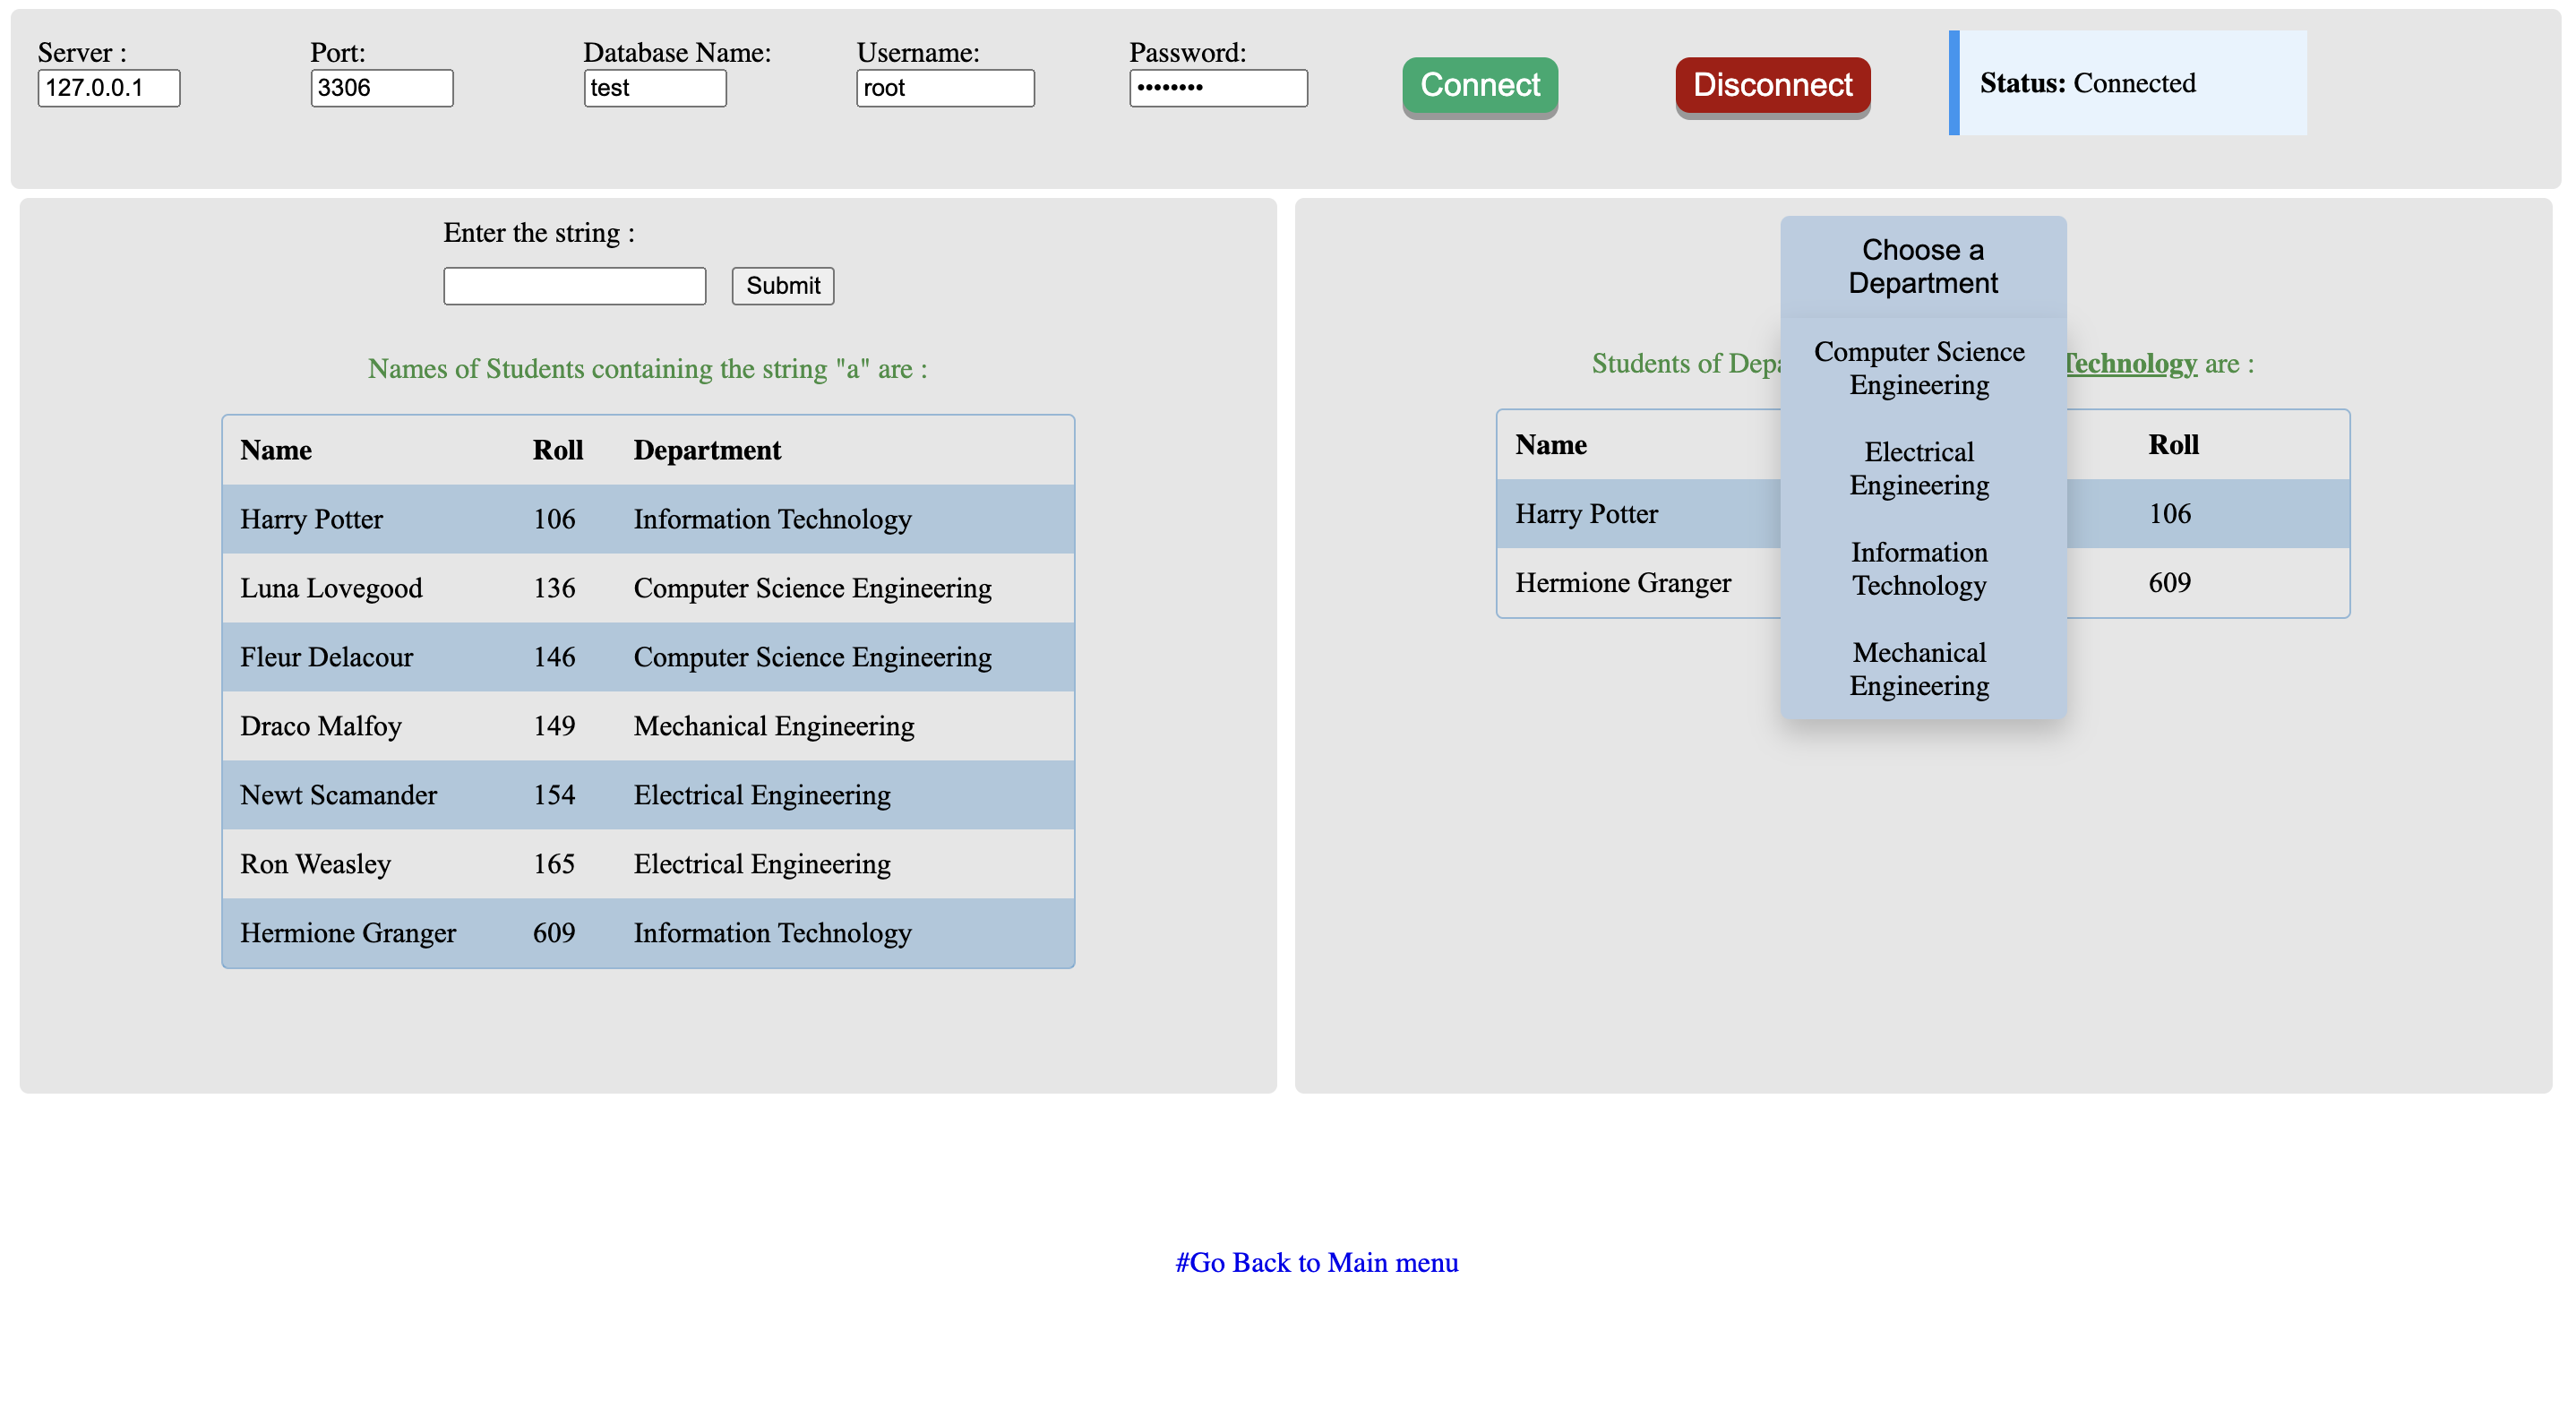 Server : Port: Database Name: Username: Password:
127.0.0.1 3306 test root •••••••• Connect Disconnect Status: Connected
Enter the string :
Submit
Names of Students containing the string "a" are :
Name Roll Department
Harry Potter 106 Information Technology
Luna Lovegood 136 Computer Science Engineering
Fleur Delacour 146 Computer Science Engineering
Draco Malfoy 149 Mechanical Engineering
Newt Scamander 154 Electrical Engineering
Ron Weasley 165 Electrical Engineering
Hermione Granger 609 Information Technology
Choose a
Department
Computer Science
Engineering
Electrical
Engineering
Information
Technology
Mechanical
Engineering
Students of Technology are :
Name Roll
Harry Potter 106
Hermione Granger 609
#Go Back to Main menu